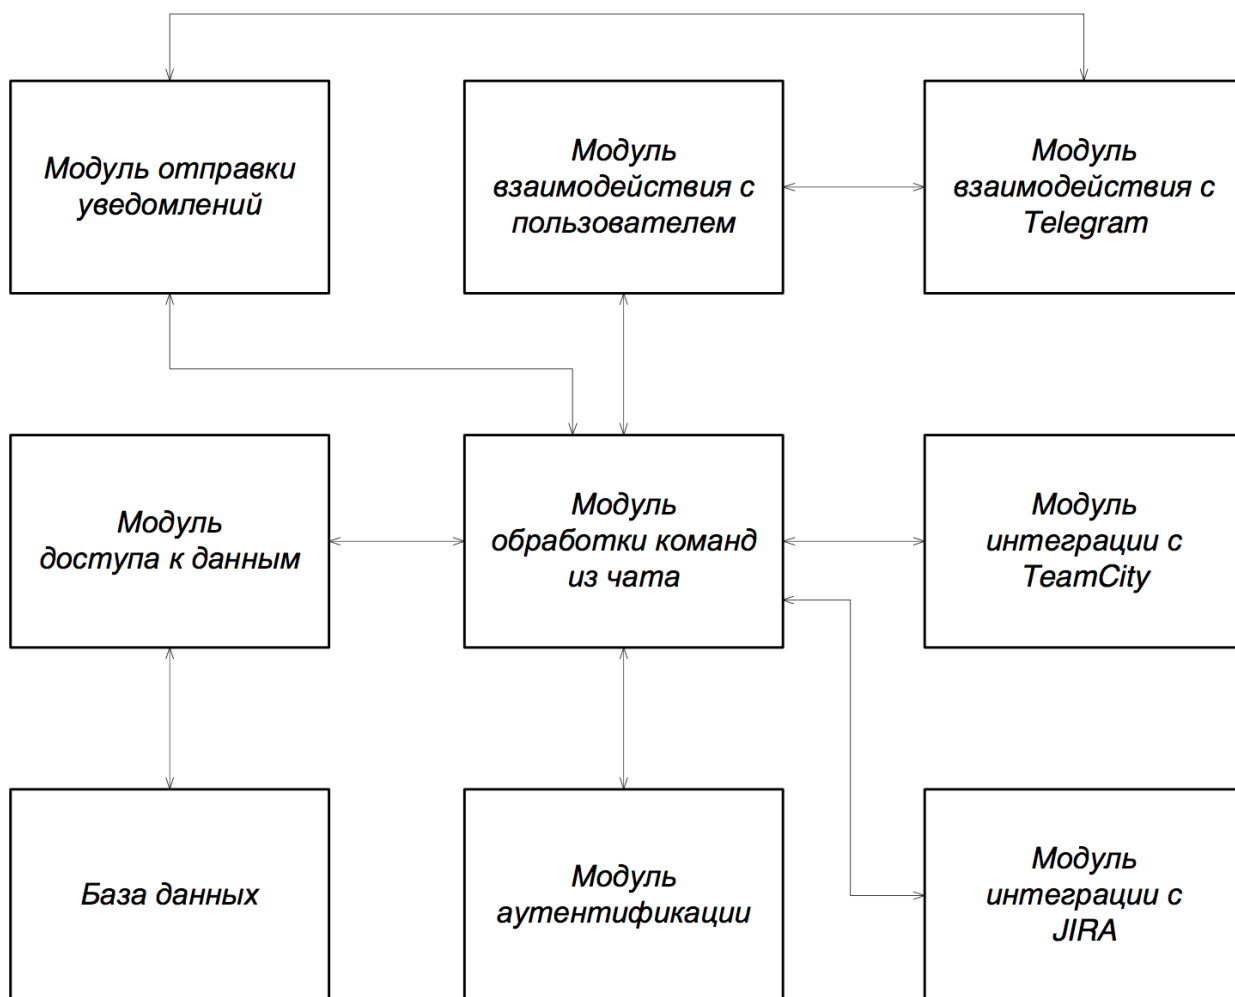 Модуль отправки
уведомлений
Модуль
взаимодействия с
пользователем
Модуль
взаимодействия с
Telegram
Модуль
доступа к данным
Модуль
обработки команд
из чата
Модуль
интеграции с
TeamCity
База данных
Модуль
аутентификации
Модуль
интеграции с
JIRA